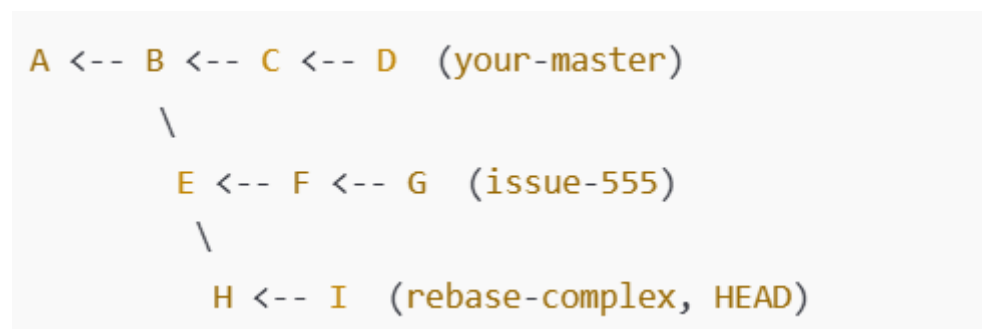 A <-- B <-- C <-- D (your-master)
\
E <-- F <-- G (issue-555)
\
H <-- I (rebase-complex, HEAD)